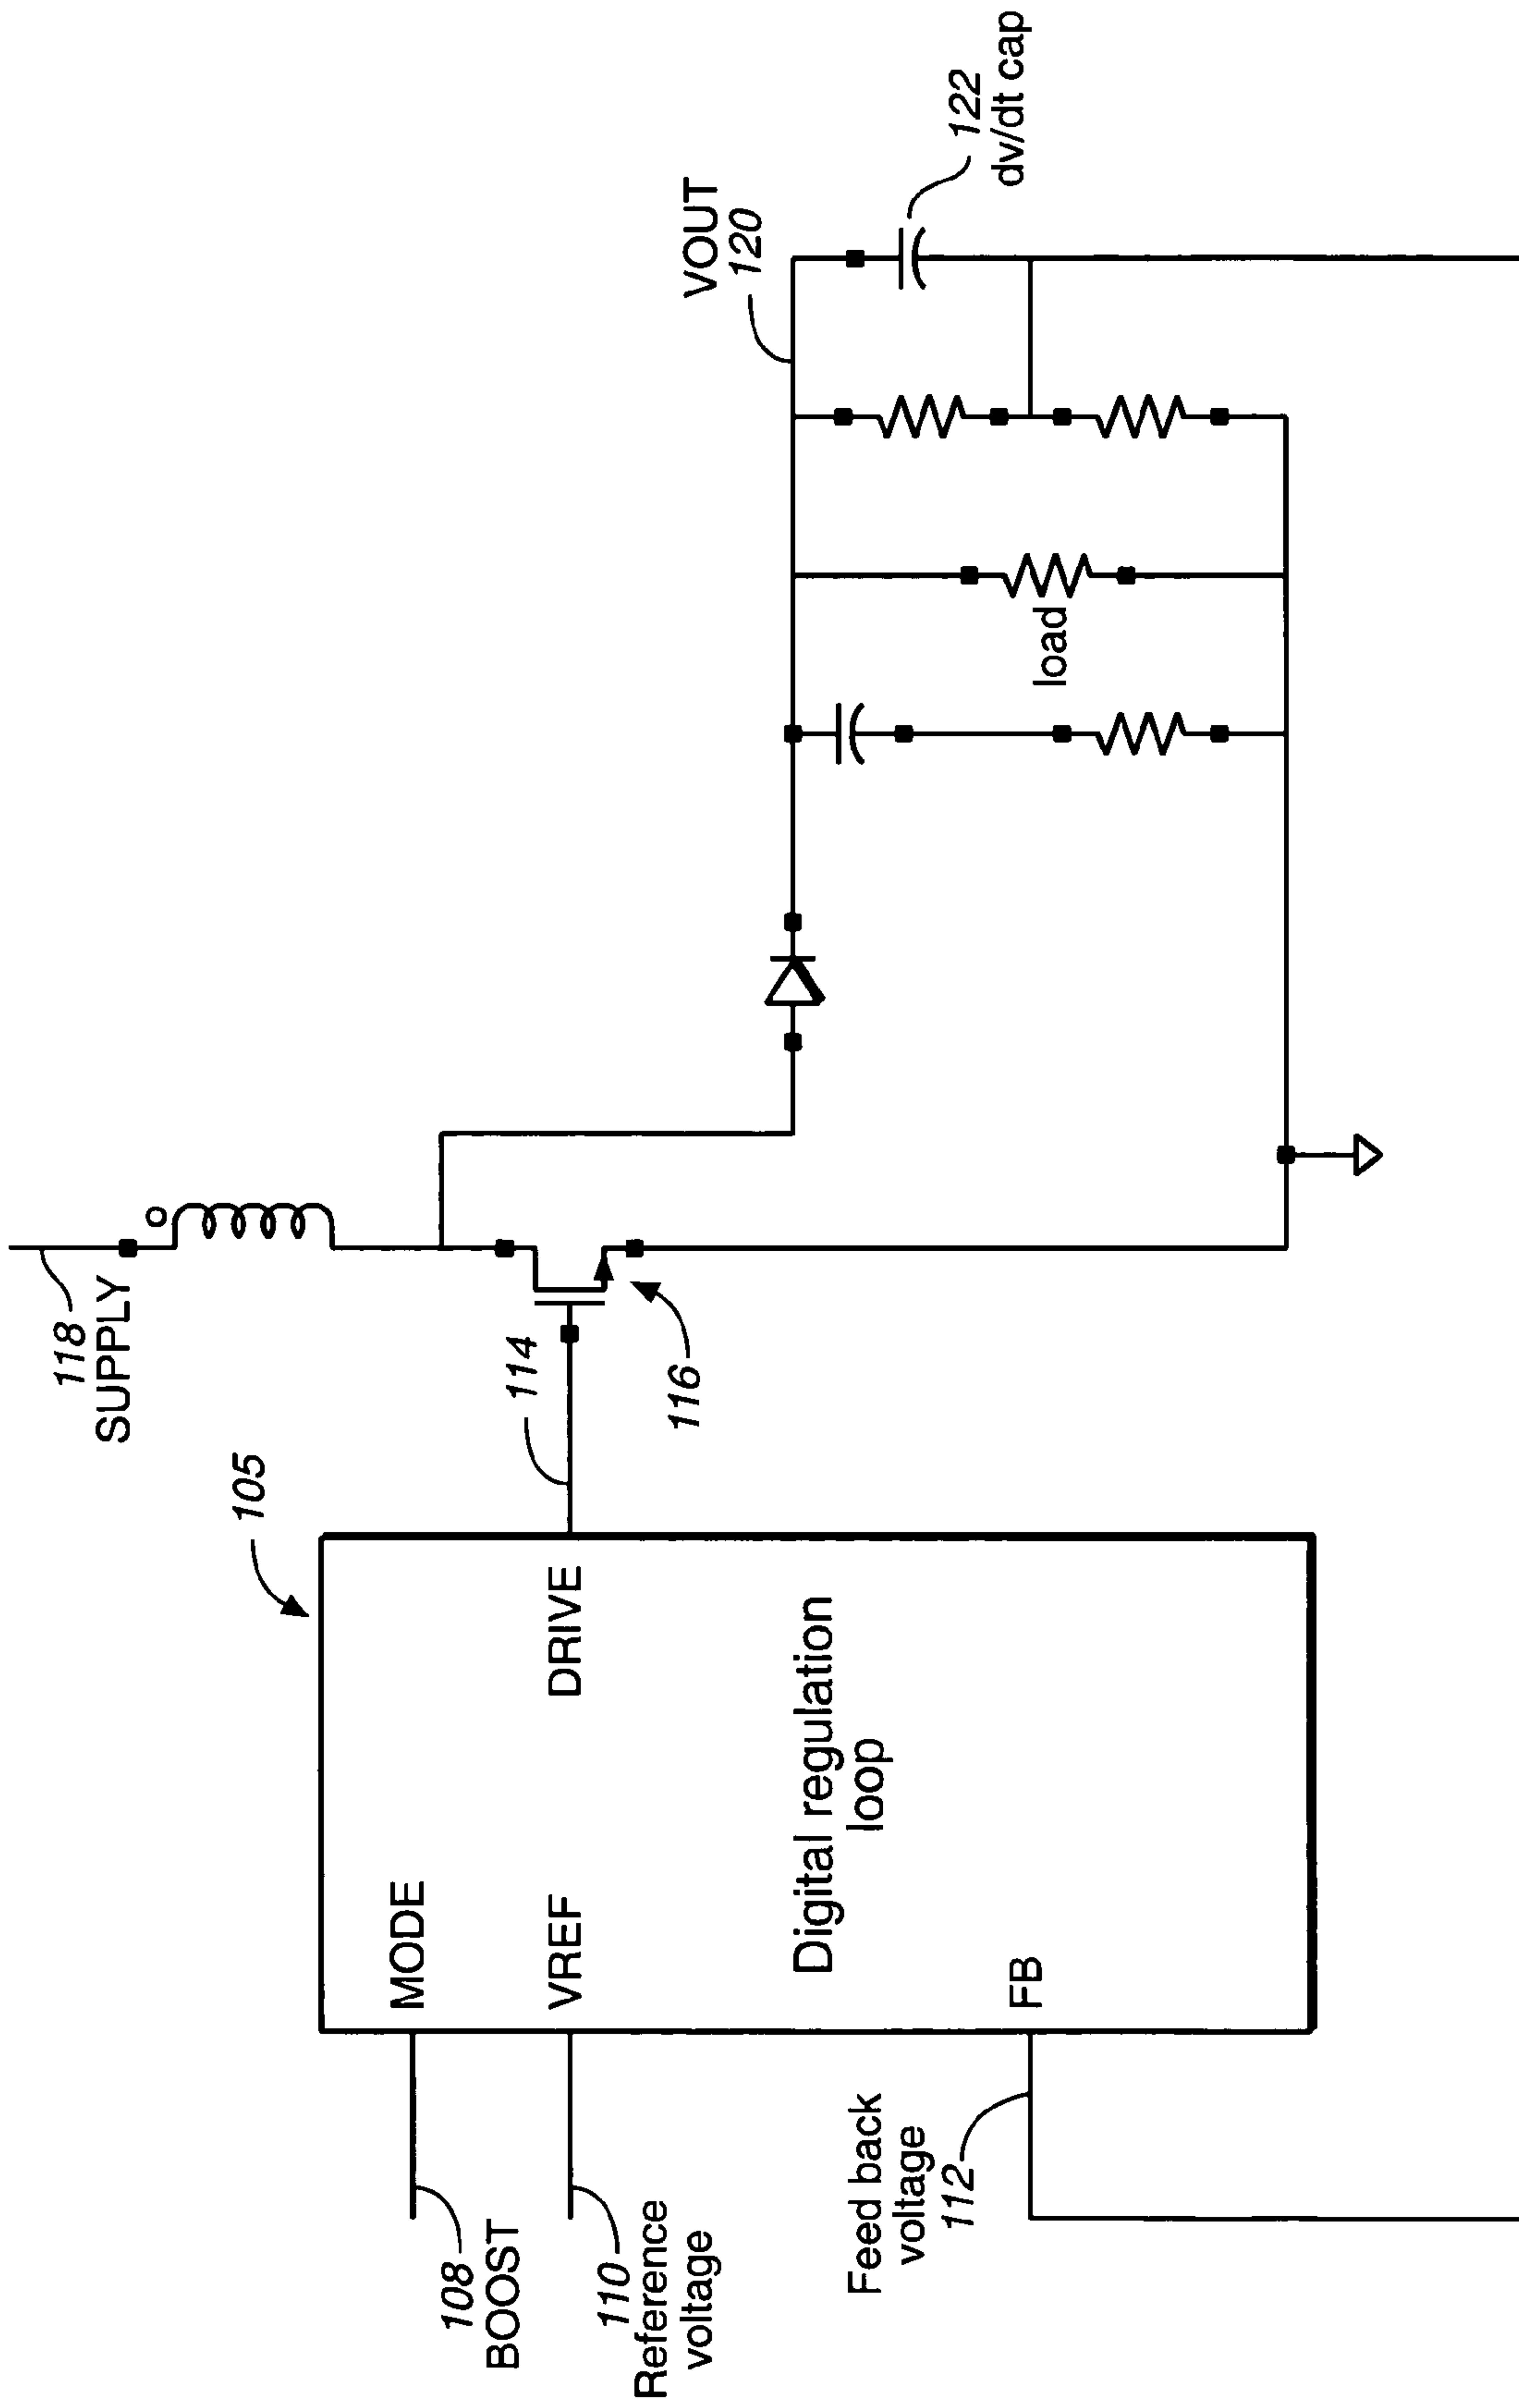 118
SUPPLY
105
114
116
VOUT
120
122
dv/dt cap
MODE
108
BOOST
VREF
DRIVE
110
Reference
voltage
Digital regulation
loop
load
Feed back
voltage
112
FB